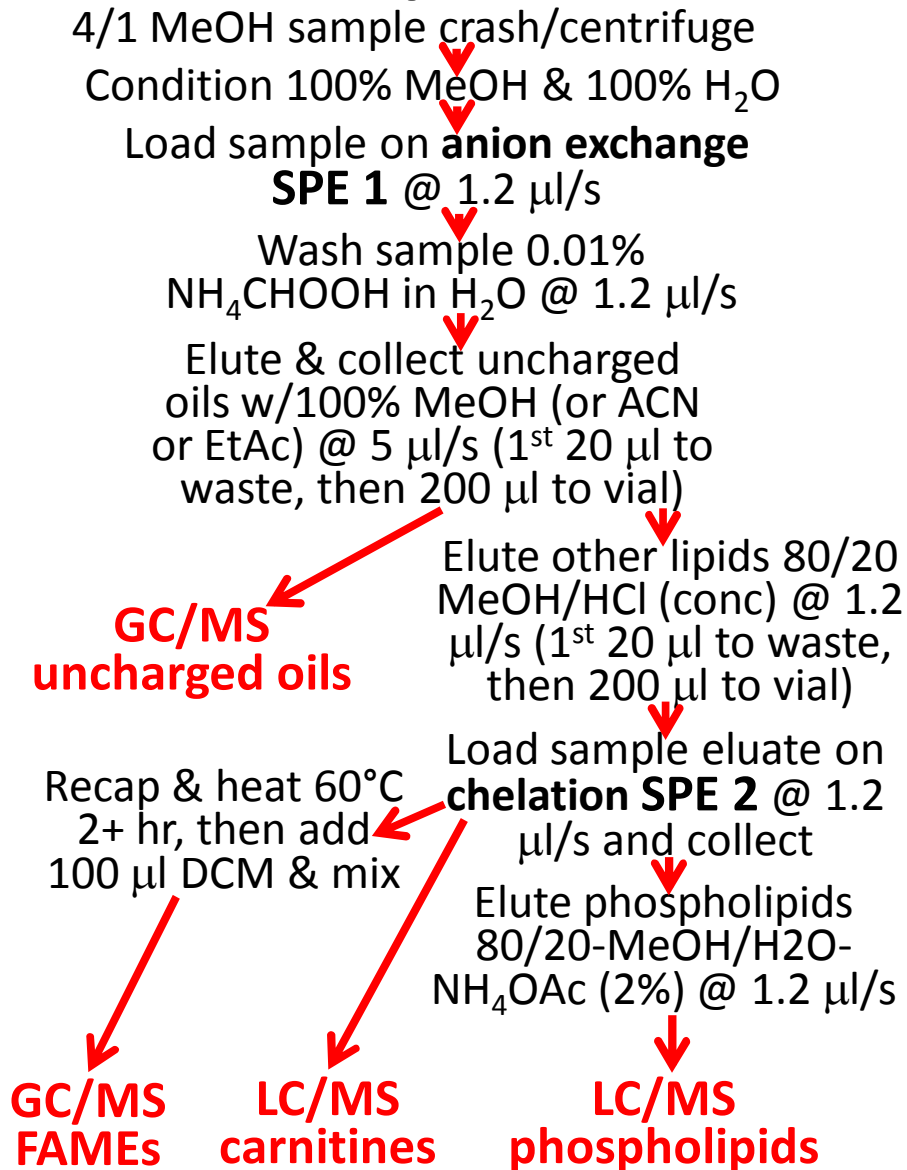 4/1 MeOH sample crash/centrifuge
Condition 100% MeOH & 100% H₂O
Load sample on anion exchange
SPE 1 @ 1.2 μl/s
Wash sample 0.01%
NH₄CHOOH in H₂O @ 1.2 μl/s
Elute & collect uncharged
oils w/100% MeOH (or ACN
or EtAc) @ 5 μl/s (1ˢᵗ 20 μl to
waste, then 200 μl to vial)
GC/MS
uncharged oils
Elute other lipids 80/20
MeOH/HCl (conc) @ 1.2
μl/s (1ˢᵗ 20 μl to waste,
then 200 μl to vial)
Load sample eluate on
chelation SPE 2 @ 1.2
μl/s and collect
Recap & heat 60°C
2+ hr, then add
100 μl DCM & mix
Elute phospholipids
80/20-MeOH/H2O-
NH₄OAc (2%) @ 1.2 μl/s
GC/MS
FAMEs
LC/MS
carnitines
LC/MS
phospholipids